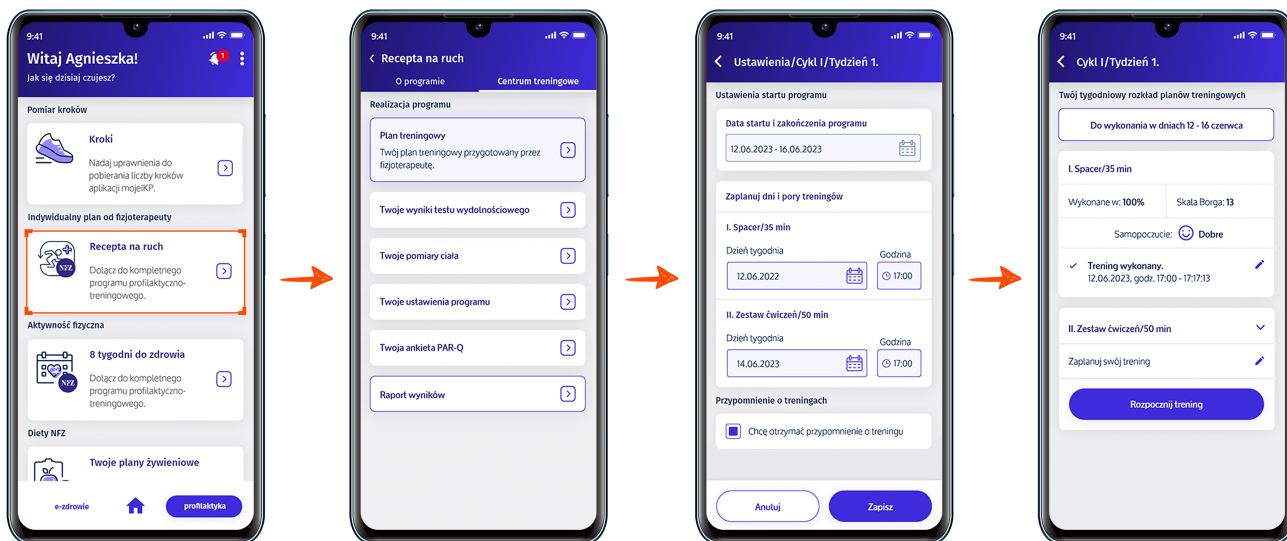 9:41
Witaj Agnieszka!
1
Jak się dzisiaj czujesz?
Pomiar kroków
Kroki
Nadaj uprawnienia do
pobierania liczby kroków
aplikacji mojeIKP.
Indywidualny plan od fizjoterapeuty
Recepta na ruch
NFZ
Dołącz do kompletnego
programu profilaktyczno-
treningowego.
Aktywność fizyczna
8 tygodni do zdrowia
NFZ
Dołącz do kompletnego
programu profilaktyczno-
treningowego.
Diety NFZ
Twoje plany żywieniowe
e-zdrowie
profilaktyka
9:41
Recepta na ruch
O programie
Centrum treningowe
Realizacja programu
Plan treningowy
Twój plan treningowy przygotowany przez
fizjoterapeutę.
Twoje wyniki testu wydolnościowego
Twoje pomiary ciała
Twoje ustawienia programu
Twoja ankieta PAR-Q
Raport wyników
9:41
Ustawienia/Cykl I/Tydzień 1.
Ustawienia startu programu
Data startu i zakończenia programu
12.06.2023 - 16.06.2023
Zaplanuj dni i pory treningów
I. Spacer/35 min
Dzień tygodnia
Godzina
12.06.2022
17:00
II. Zestaw ćwiczeń/50 min
Dzień tygodnia
Godzina
14.06.2023
17:00
Przypomnienie o treningach
Chcę otrzymać przypomnienie o treningu
Anuluj
Zapisz
9:41
Cykl I/Tydzień 1.
Twój tygodniowy rozkład planów treningowych
Do wykonania w dniach 12 - 16 czerwca
I. Spacer/35 min
Wykonane w: 100%
Skala Borga: 13
Samopoczucie: Dobre
Trening wykonany.
12.06.2023, godz. 17:00 - 17:17:13
II. Zestaw ćwiczeń/50 min
Zaplanuj swój trening
Rozpocznij trening